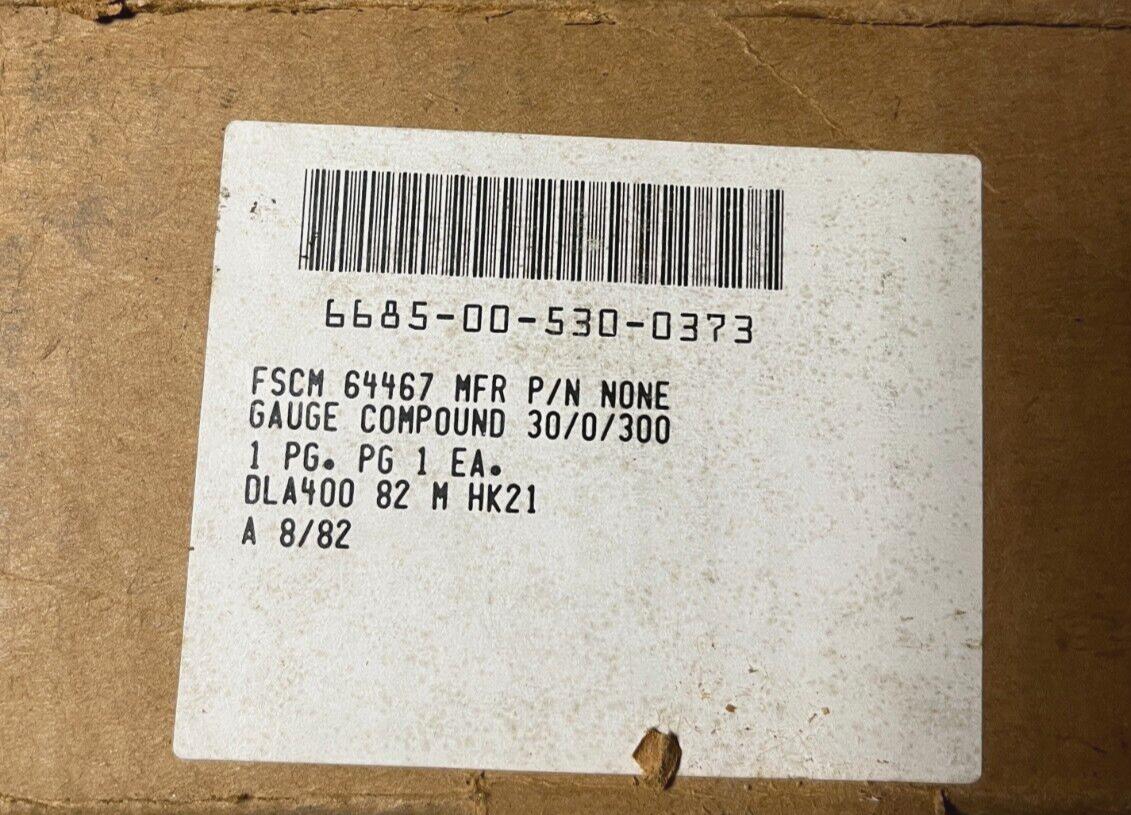 6685-00-530-0373
FSCM 64467 MFR P/N NONE
GAUGE COMPOUND 30/0/300
1 PG. PG 1 EA.
DLA400 82 M HK21
A 8/82